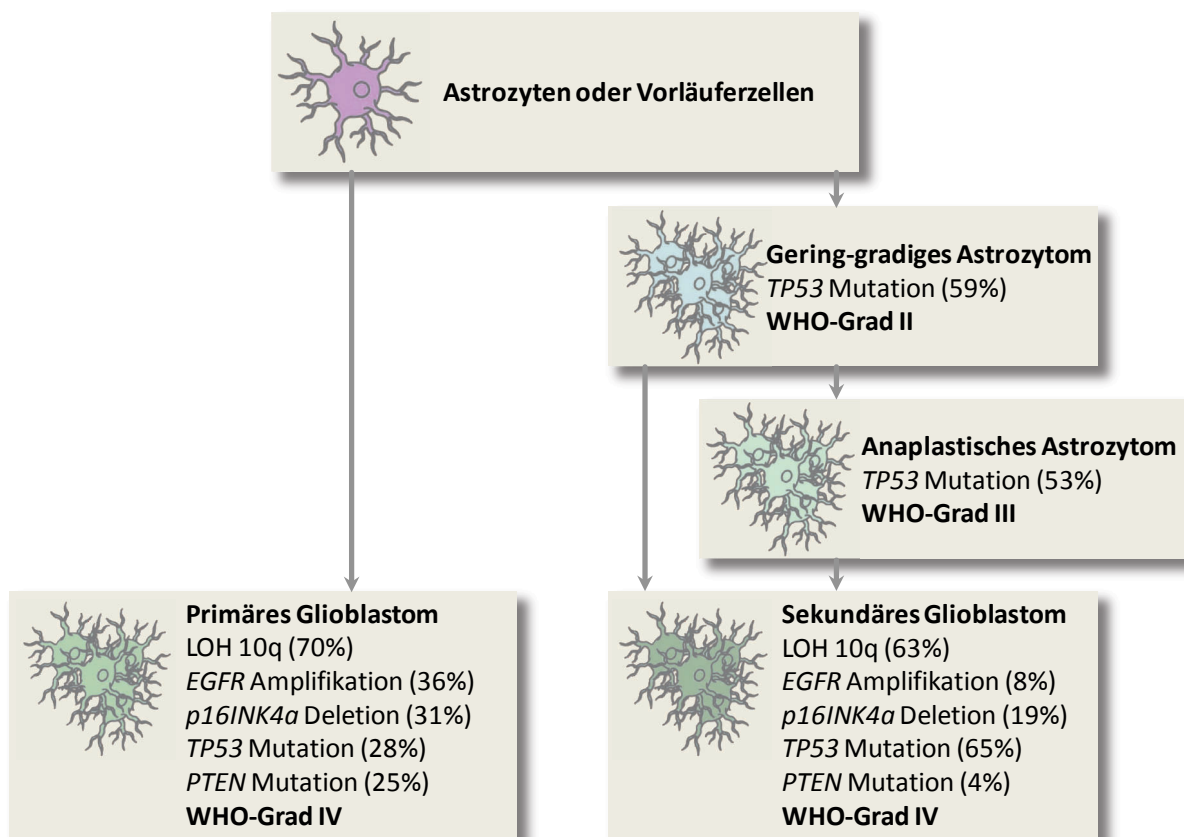 Astrozyten oder Vorläuferzellen
Gering-gradiges Astrozytom
TP53 Mutation (59%)
WHO-Grad II
Anaplastisches Astrozytom
TP53 Mutation (53%)
WHO-Grad III
Primäres Glioblastom
LOH 10q (70%)
EGFR Amplifikation (36%)
p16INK4a Deletion (31%)
TP53 Mutation (28%)
PTEN Mutation (25%)
WHO-Grad IV
Sekundäres Glioblastom
LOH 10q (63%)
EGFR Amplifikation (8%)
p16INK4a Deletion (19%)
TP53 Mutation (65%)
PTEN Mutation (4%)
WHO-Grad IV